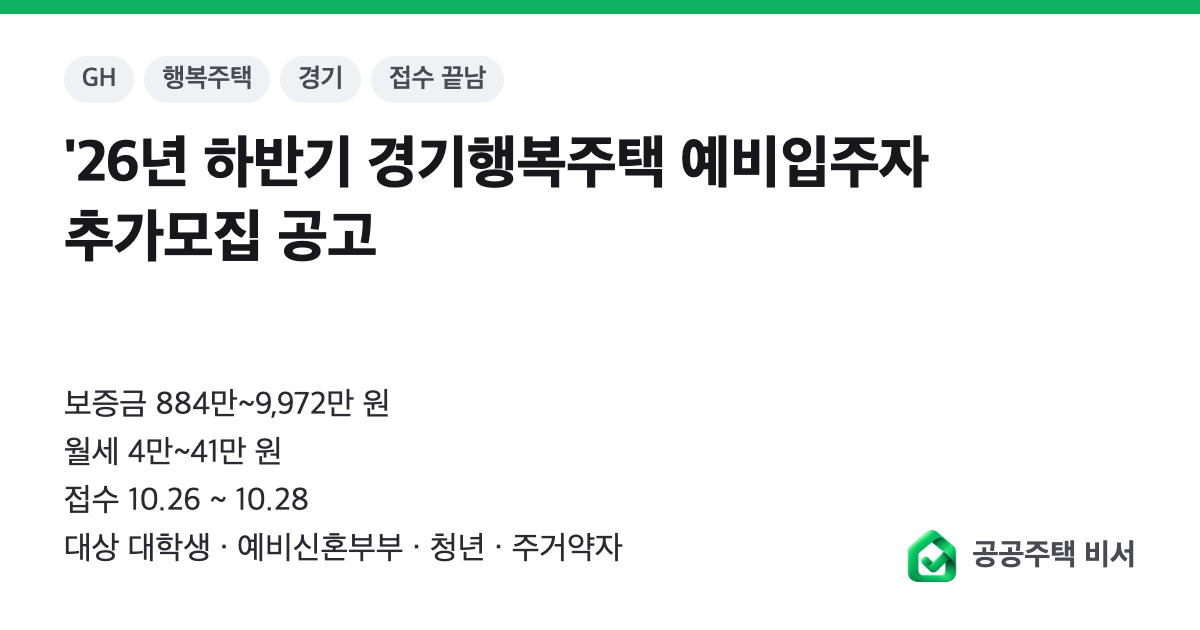 GH 행복주택 경기 접수 끝남
'26년 하반기 경기행복주택 예비입주자
추가모집 공고
보증금 884만~9,972만 원
월세 4만~41만 원
접수 10.26 ~ 10.28
대상 대학생 · 예비신혼부부 · 청년 · 주거약자
공공주택 비서